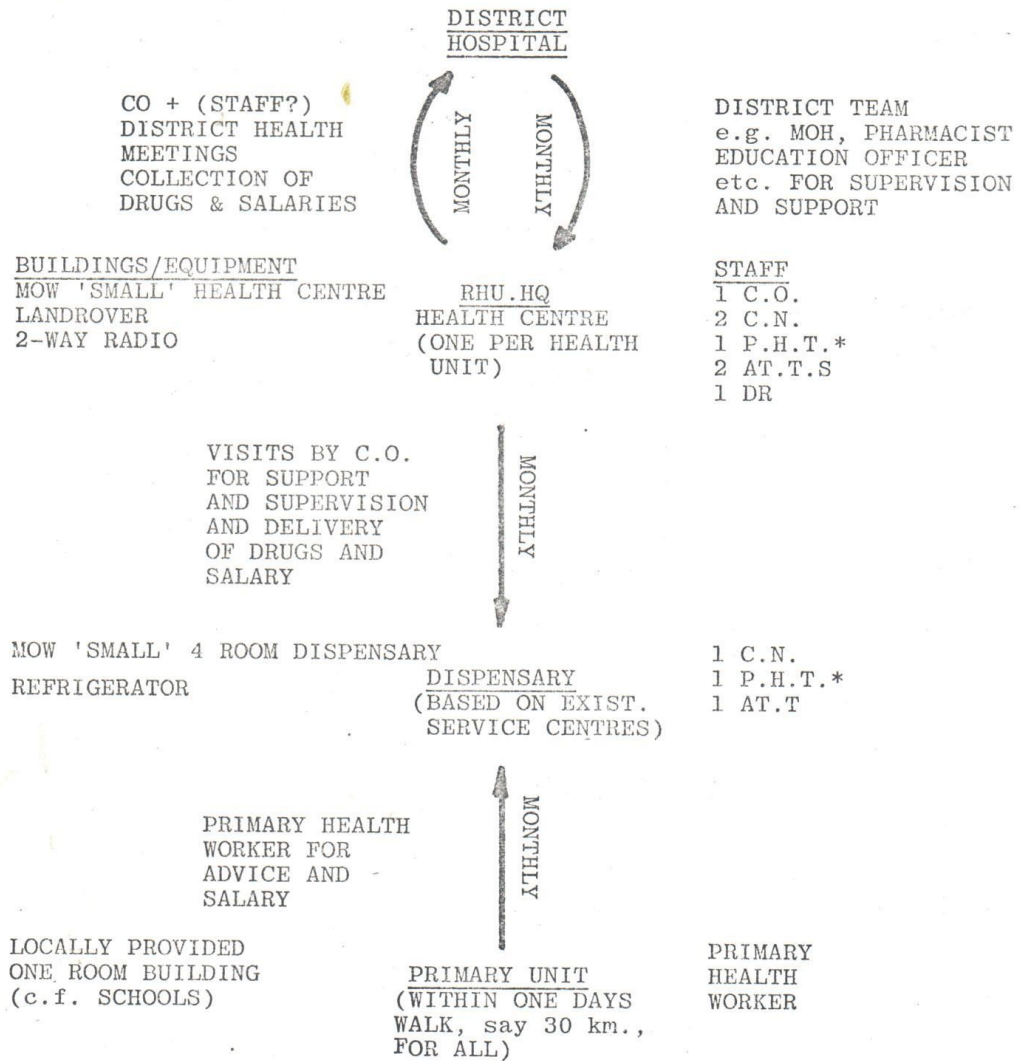 DISTRICT
HOSPITAL
CO + (STAFF?)
DISTRICT HEALTH
MEETINGS
COLLECTION OF
DRUGS & SALARIES
MONTHLY
MONTHLY
DISTRICT TEAM
e.g. MOH, PHARMACIST
EDUCATION OFFICER
etc. FOR SUPERVISION
AND SUPPORT
BUILDINGS/EQUIPMENT
MOW 'SMALL' HEALTH CENTRE
LANDROVER
2-WAY RADIO
RHU.HQ
HEALTH CENTRE
(ONE PER HEALTH
UNIT)
STAFF
1 C.O.
2 C.N.
1 P.H.T.*
2 AT.T.S
1 DR
VISITS BY C.O.
FOR SUPPORT
AND SUPERVISION
AND DELIVERY
OF DRUGS AND
SALARY
MONTHLY
MOW 'SMALL' 4 ROOM DISPENSARY
REFRIGERATOR
DISPENSARY
(BASED ON EXIST.
SERVICE CENTRES)
1 C.N.
1 P.H.T.*
1 AT.T
PRIMARY HEALTH
WORKER FOR
ADVICE AND
SALARY
MONTHLY
LOCALLY PROVIDED
ONE ROOM BUILDING
(c.f. SCHOOLS)
PRIMARY UNIT
(WITHIN ONE DAYS
WALK, say 30 km.,
FOR ALL)
PRIMARY
HEALTH
WORKER